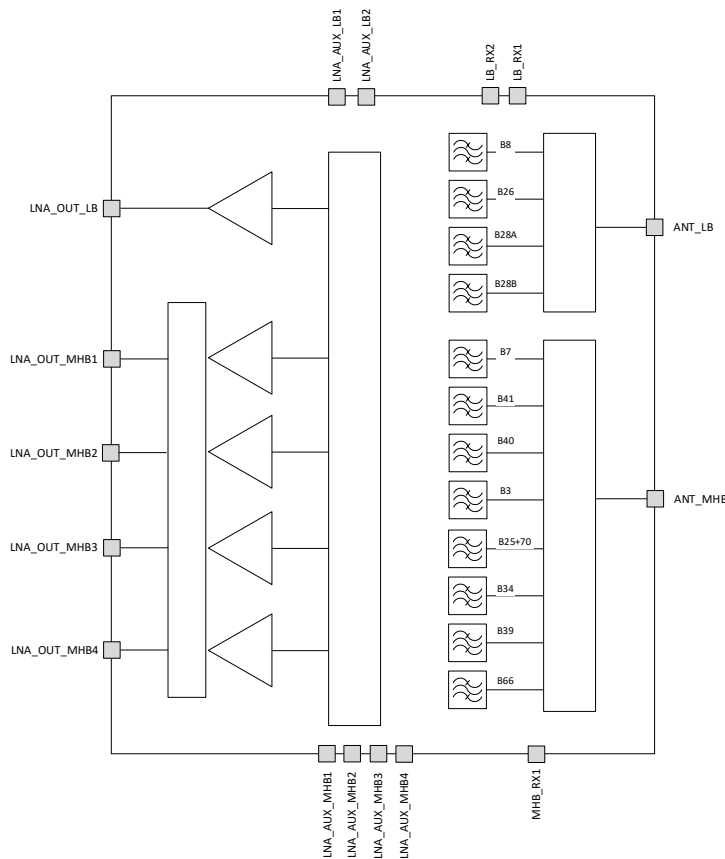 LNA_AUX_LB1
LNA_AUX_LB2
LB_RX2
LB_RX1
B8
B26
B28A
B28B
LNA_OUT_LB
ANT_LB
B7
B41
B40
B3
B25+70
B34
B39
B66
LNA_OUT_MHB1
LNA_OUT_MHB2
LNA_OUT_MHB3
LNA_OUT_MHB4
ANT_MHB
LNA_AUX_MHB1
LNA_AUX_MHB2
LNA_AUX_MHB3
LNA_AUX_MHB4
MHB_RX1